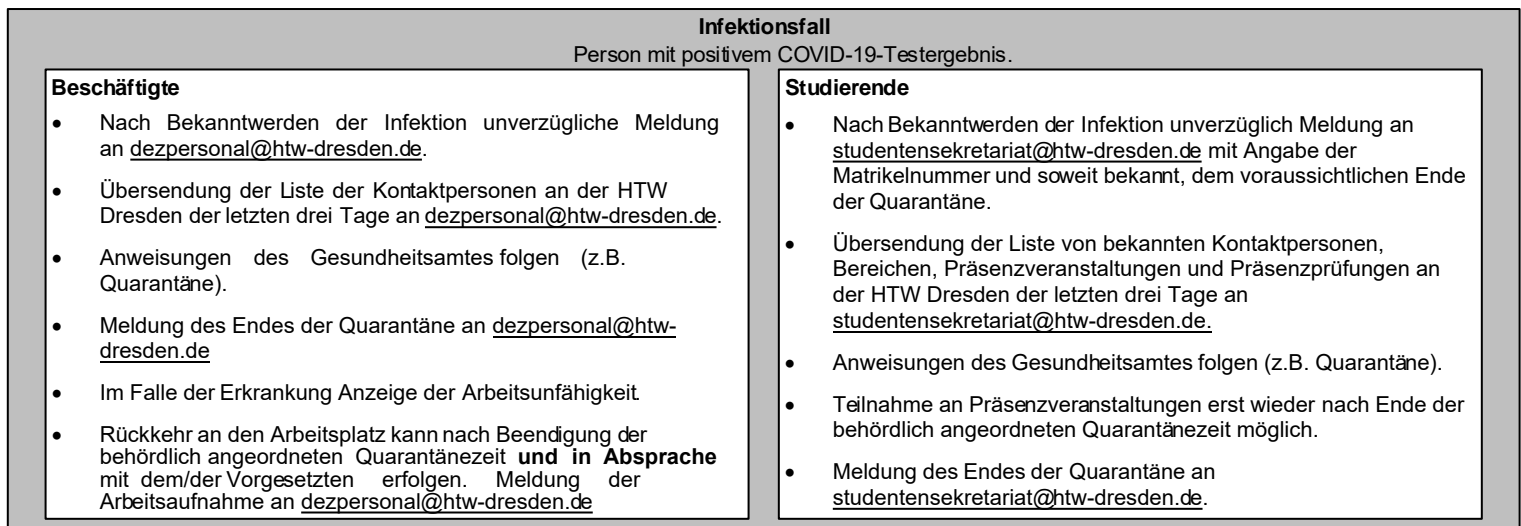 Infektionsfall
Person mit positivem COVID-19-Testergebnis.
Beschäftigte
• Nach Bekanntwerden der Infektion unverzügliche Meldung
an dezpersonal@htw-dresden.de.
• Übersendung der Liste der Kontaktpersonen an der HTW
Dresden der letzten drei Tage an dezpersonal@htw-dresden.de.
• Anweisungen des Gesundheitsamtes folgen (z.B.
Quarantäne).
• Meldung des Endes der Quarantäne an dezpersonal@htw-
dresden.de
• Im Falle der Erkrankung Anzeige der Arbeitsunfähigkeit.
• Rückkehr an den Arbeitsplatz kann nach Beendigung der
behördlich angeordneten Quarantänezeit und in Absprache
mit dem/der Vorgesetzten erfolgen. Meldung der
Arbeitsaufnahme an dezpersonal@htw-dresden.de
Studierende
• Nach Bekanntwerden der Infektion unverzüglich Meldung an
studentensekretariat@htw-dresden.de mit Angabe der
Matrikelnummer und soweit bekannt, dem voraussichtlichen Ende
der Quarantäne.
• Übersendung der Liste von bekannten Kontaktpersonen,
Bereichen, Präsenzveranstaltungen und Präsenzprüfungen an
der HTW Dresden der letzten drei Tage an
studentensekretariat@htw-dresden.de.
• Anweisungen des Gesundheitsamtes folgen (z.B. Quarantäne).
• Teilnahme an Präsenzveranstaltungen erst wieder nach Ende der
behördlich angeordneten Quarantänezeit möglich.
• Meldung des Endes der Quarantäne an
studentensekretariat@htw-dresden.de.